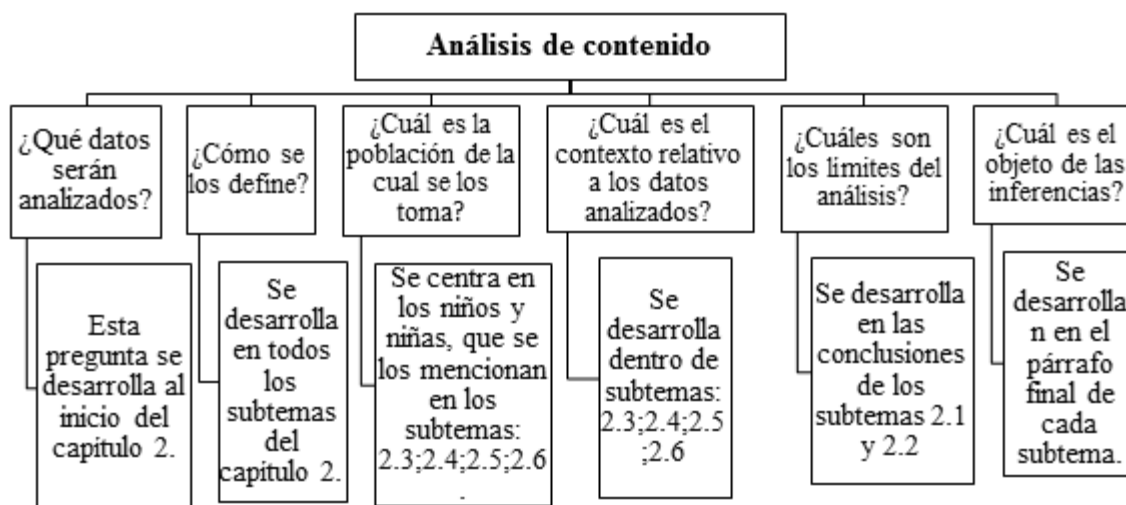 Análisis de contenido
¿Qué datos
serán
analizados?
¿Cómo se
los define?
¿Cuál es la
población de la
cual se los
toma?
¿Cuál es el
contexto relativo
a los datos
analizados?
¿Cuáles son
los limites del
análisis?
¿Cuál es el
objeto de las
inferencias?
Esta
pregunta se
desarrolla al
inicio del
capitulo 2.
Se
desarrolla
en todos
los
subtemas
del
capitulo 2.
Se centra en
los niños y
niñas, que se
los mencionan
en los
subtemas:
2.3;2.4;2.5;2.6
.
Se
desarrolla
dentro de
subtemas:
2.3;2.4;2.5
;2.6
Se desarrolla
en las
conclusiones
de los
subtemas 2.1
y 2.2
Se
desarrolla
n en el
párrafo
final de
cada
subtema.